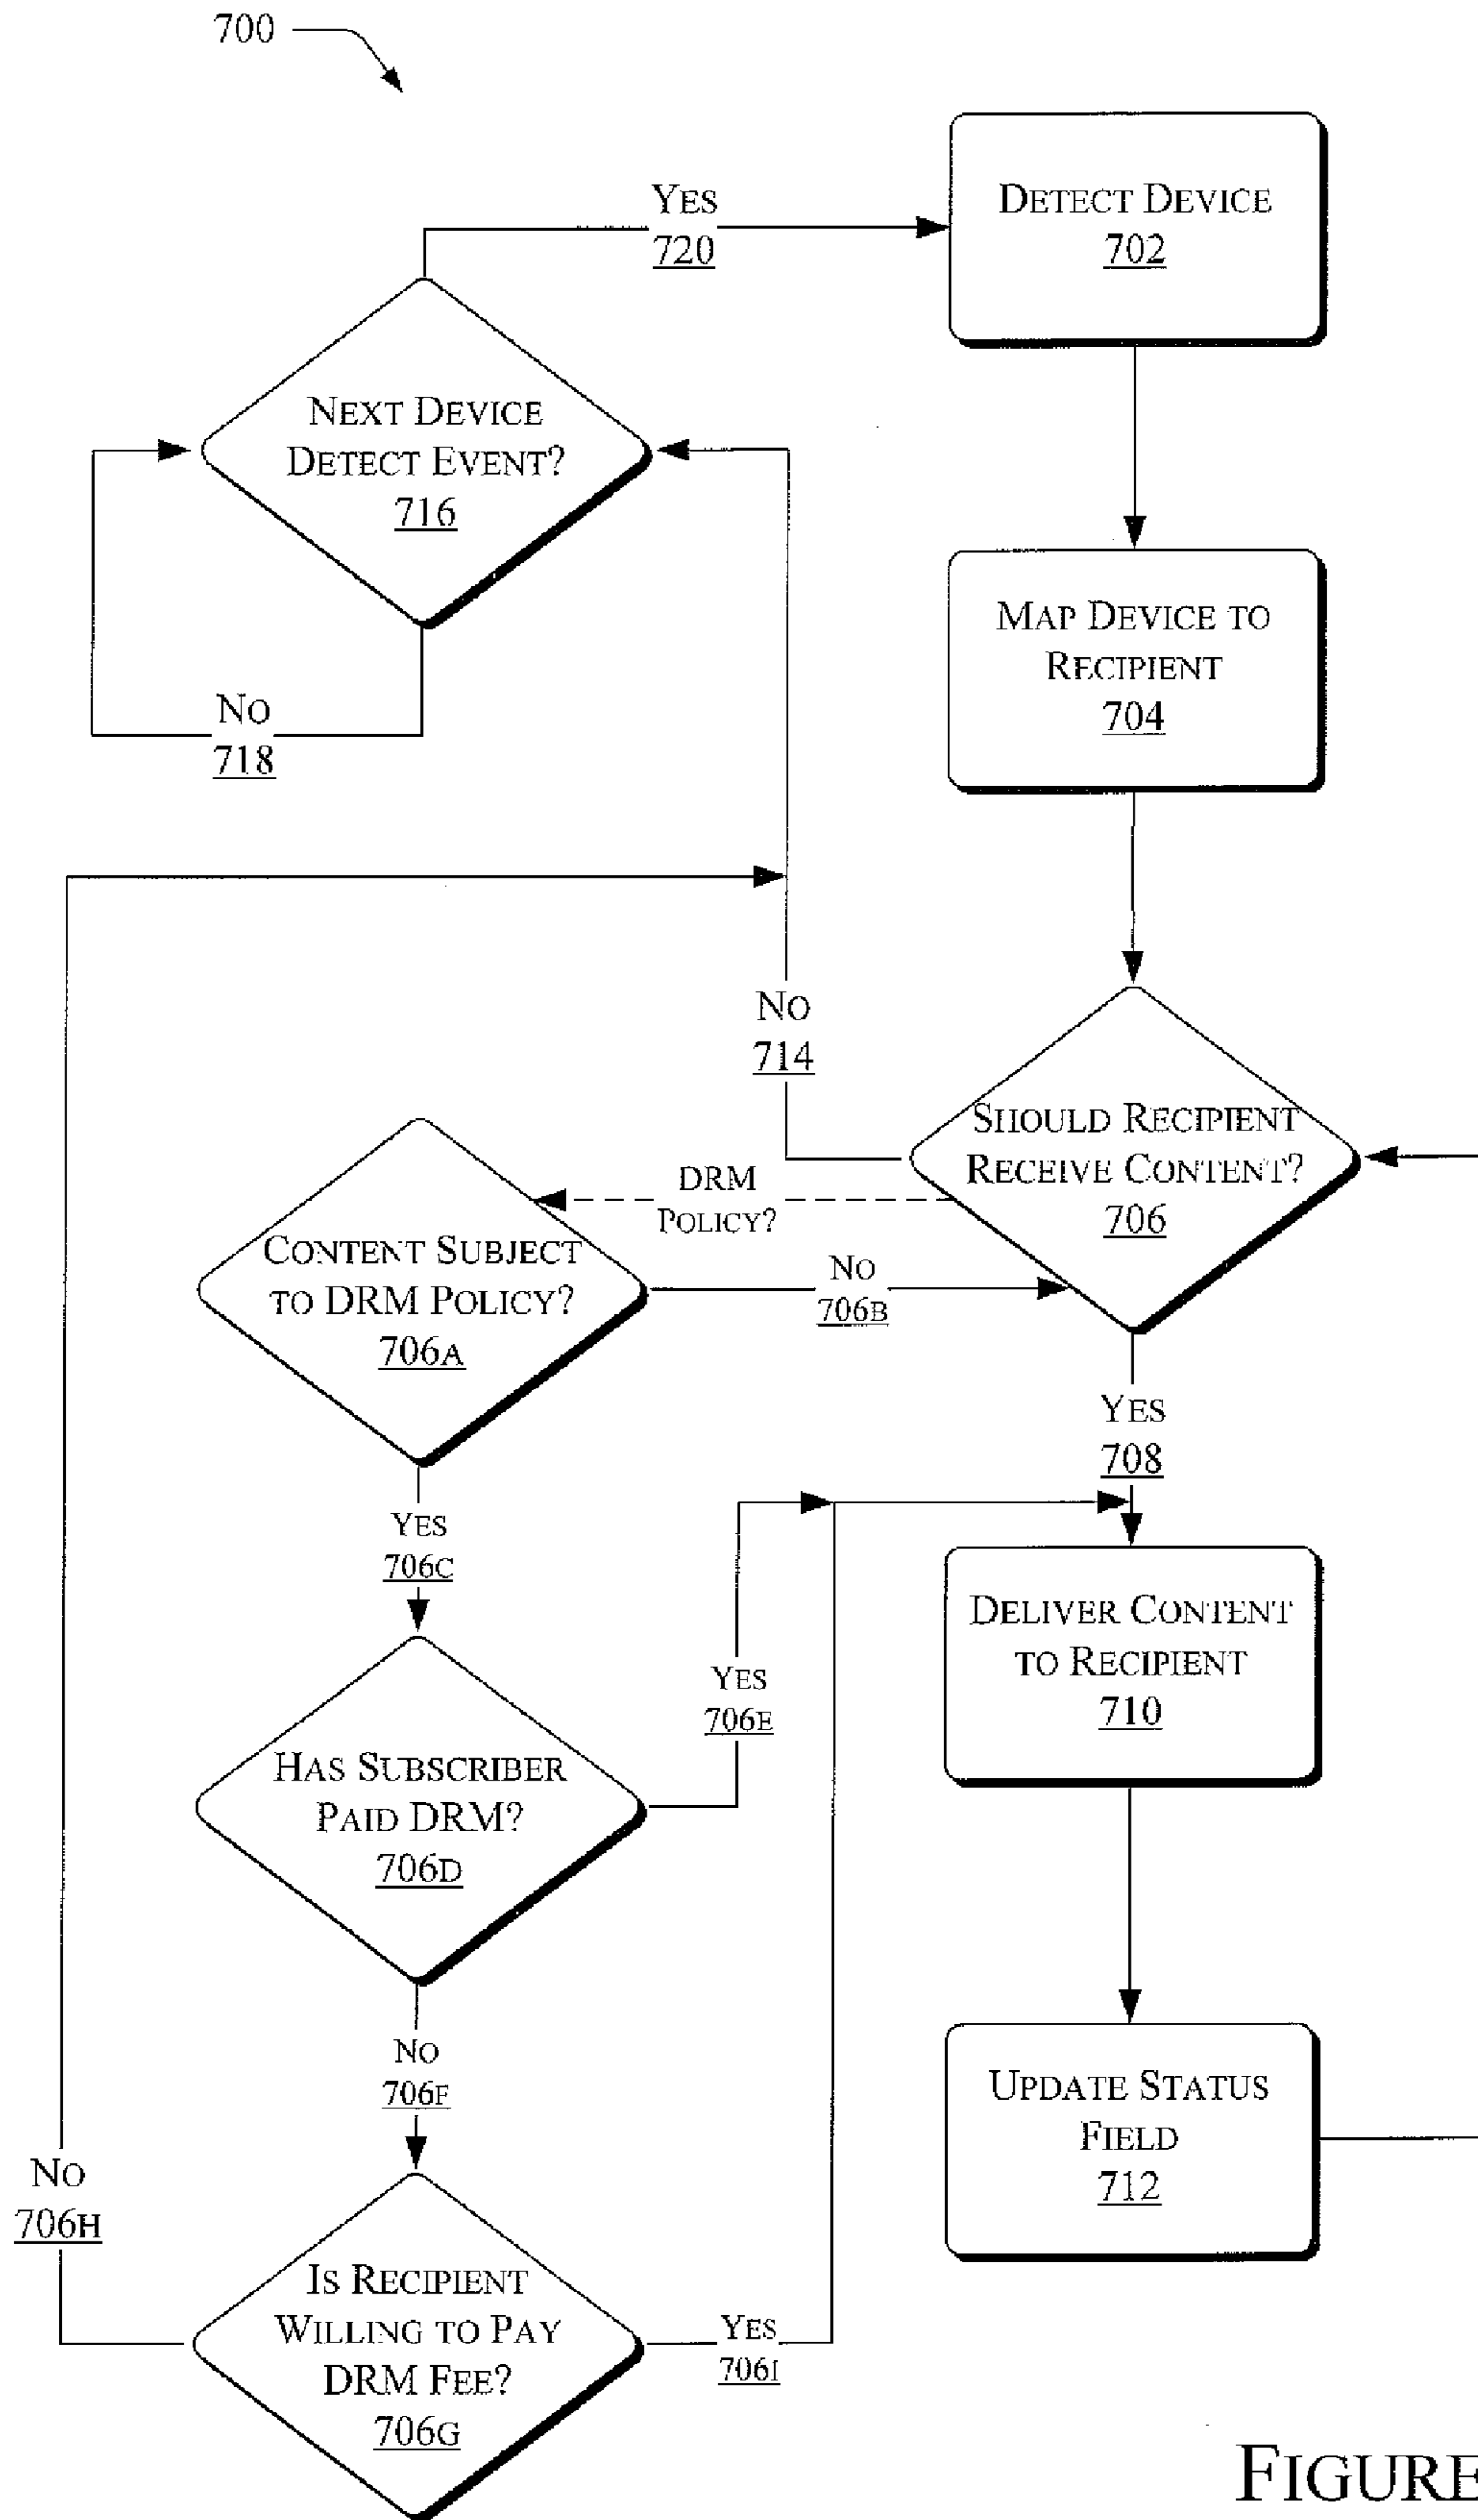 700
YES
720
DETECT DEVICE
702
NEXT DEVICE
DETECT EVENT?
716
NO
718
MAP DEVICE TO
RECIPIENT
704
NO
714
SHOULD RECIPIENT
RECEIVE CONTENT?
706
DRM
POLICY?
CONTENT SUBJECT
TO DRM POLICY?
706A
NO
706B
YES
708
YES
706C
DELIVER CONTENT
TO RECIPIENT
710
YES
706E
HAS SUBSCRIBER
PAID DRM?
706D
NO
706F
UPDATE STATUS
FIELD
712
NO
706H
IS RECIPIENT
WILLING TO PAY
DRM FEE?
706G
YES
706I
FIGURE